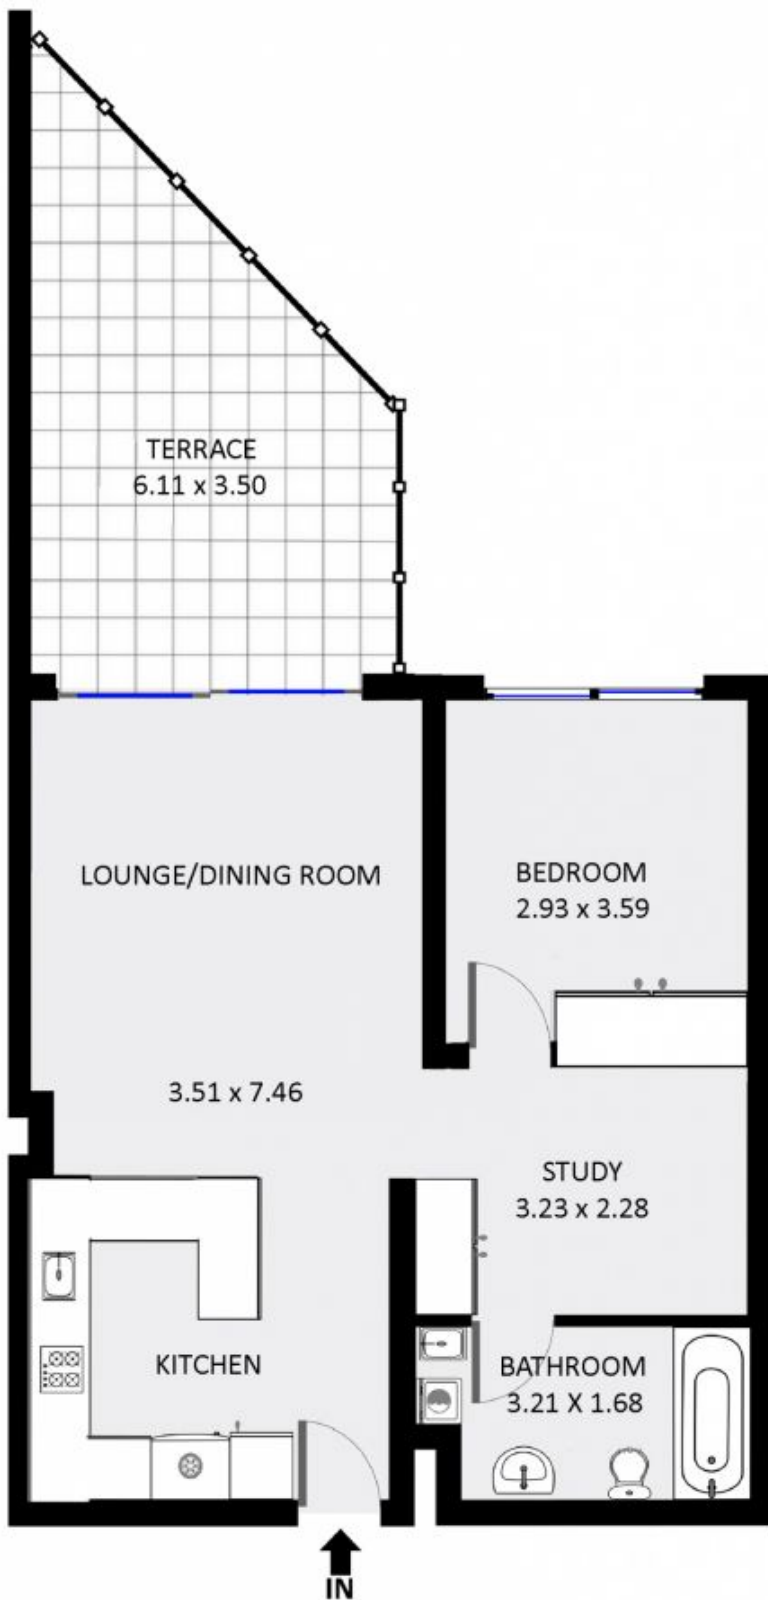 TERRACE
6.11 x 3.50
LOUNGE/DINING ROOM
3.51 x 7.46
BEDROOM
2.93 x 3.59
STUDY
3.23 x 2.28
KITCHEN
BATHROOM
3.21 X 1.68
IN